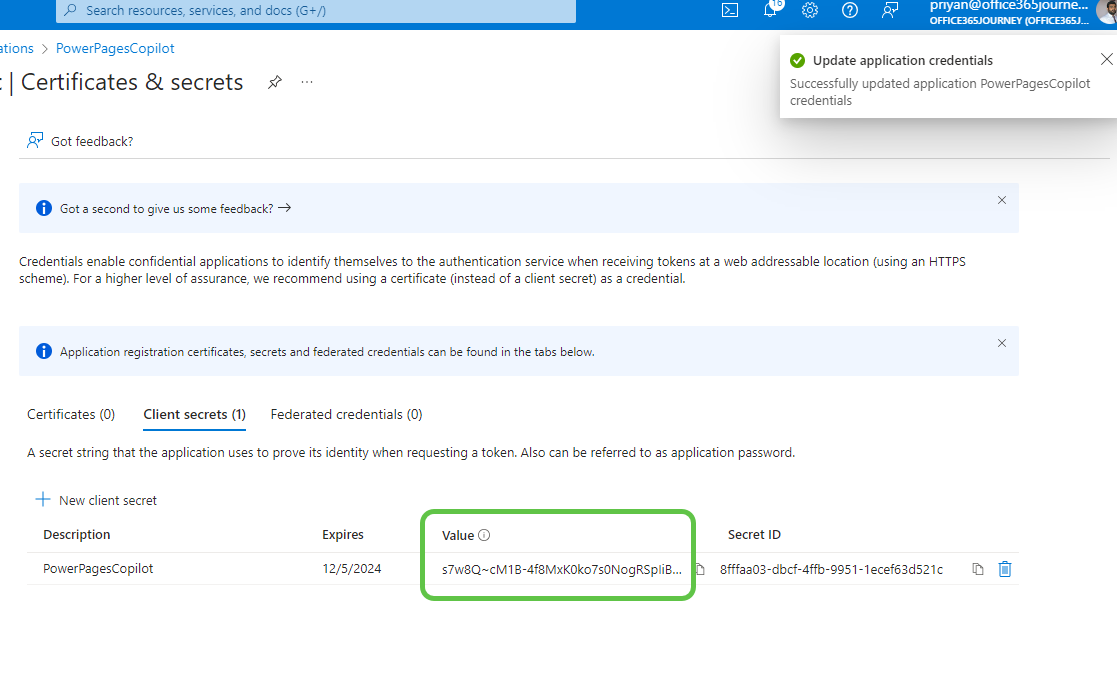 Search resources, services, and docs (G+/)
16
priyan@office365journe...
OFFICE365JOURNEY (OFFICE365J...
ations > PowerPagesCopilot
| Certificates & secrets
...
Update application credentials
Successfully updated application PowerPagesCopilot
credentials
Got feedback?
Got a second to give us some feedback?
Credentials enable confidential applications to identify themselves to the authentication service when receiving tokens at a web addressable location (using an HTTPS
scheme). For a higher level of assurance, we recommend using a certificate (instead of a client secret) as a credential.
Application registration certificates, secrets and federated credentials can be found in the tabs below.
Certificates (0) Client secrets (1) Federated credentials (0)
A secret string that the application uses to prove its identity when requesting a token. Also can be referred to as application password.
New client secret
Description Expires Value Secret ID
PowerPagesCopilot 12/5/2024 s7w8Q~cM1B-4f8MxK0ko7s0NogRSpIiB... 8fffaa03-dbcf-4ffb-9951-1ecef63d521c